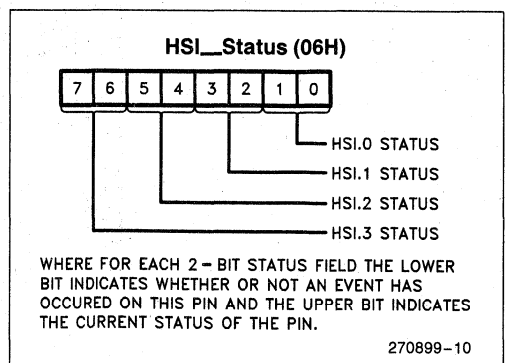 HSI__Status (06H)
7 6 5 4 3 2 1 0
HSI.0 STATUS
HSI.1 STATUS
HSI.2 STATUS
HSI.3 STATUS
WHERE FOR EACH 2-BIT STATUS FIELD THE LOWER
BIT INDICATES WHETHER OR NOT AN EVENT HAS
OCCURED ON THIS PIN AND THE UPPER BIT INDICATES
THE CURRENT STATUS OF THE PIN.
270899-10